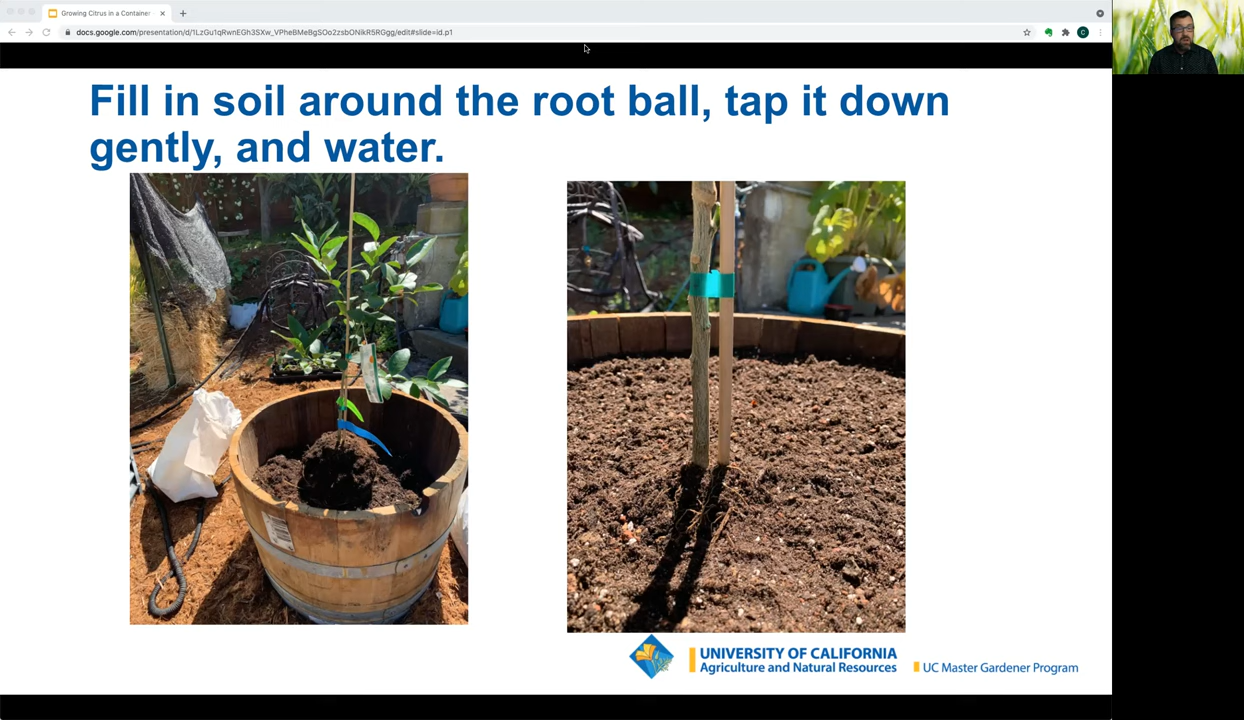 Growing Citrus in a Container
docs.google.com/presentation/d/1LzGu1qRwnEGh3SXw_VPheBMeBgSOo2zsbONikR5RGgg/edit#slide=id.p1
C
Fill in soil around the root ball, tap it down
gently, and water.
UNIVERSITY OF CALIFORNIA
Agriculture and Natural Resources
UC Master Gardener Program